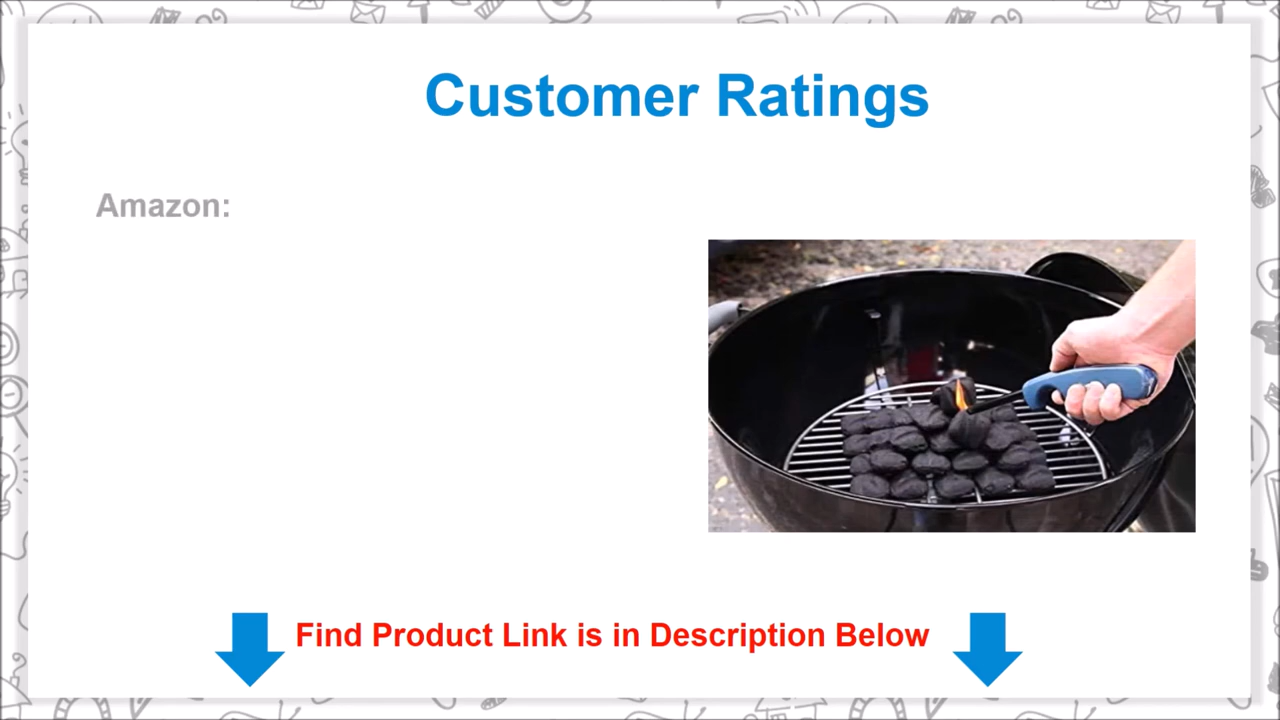 Customer Ratings
Amazon:
Find Product Link is in Description Below